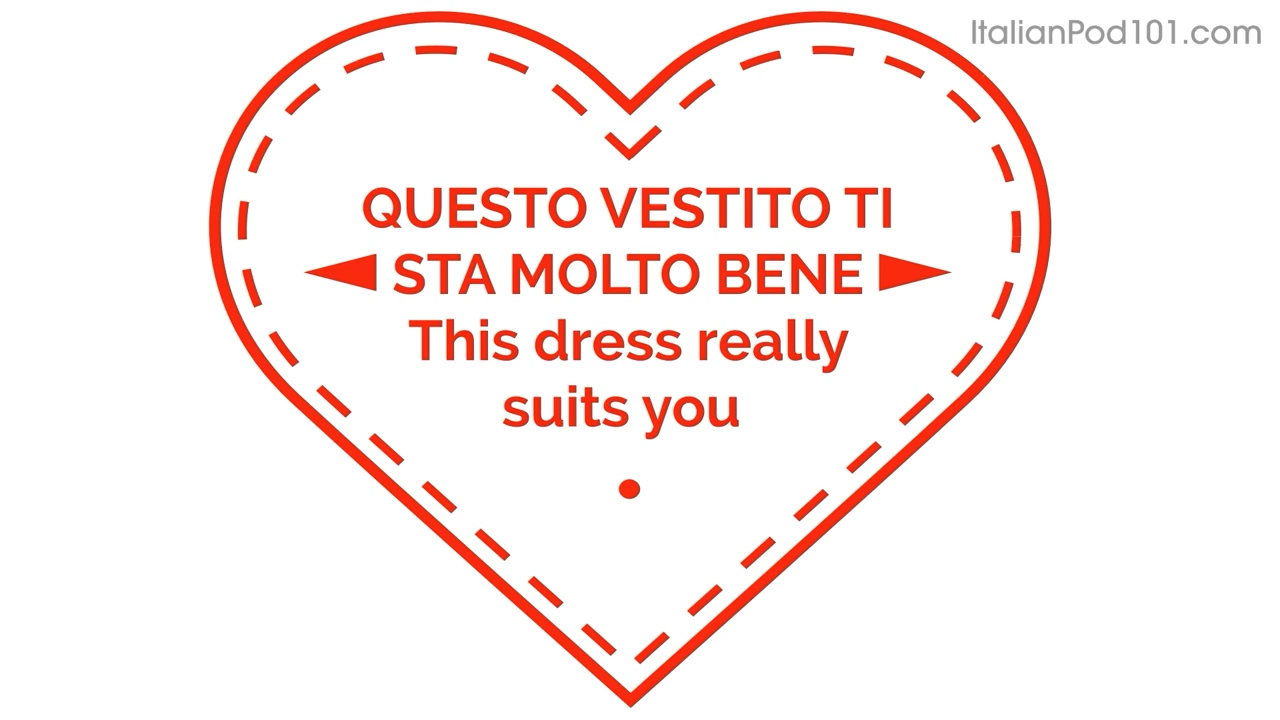 ItalianPod101.com
QUESTO VESTITO TI
STA MOLTO BENE
This dress really
suits you